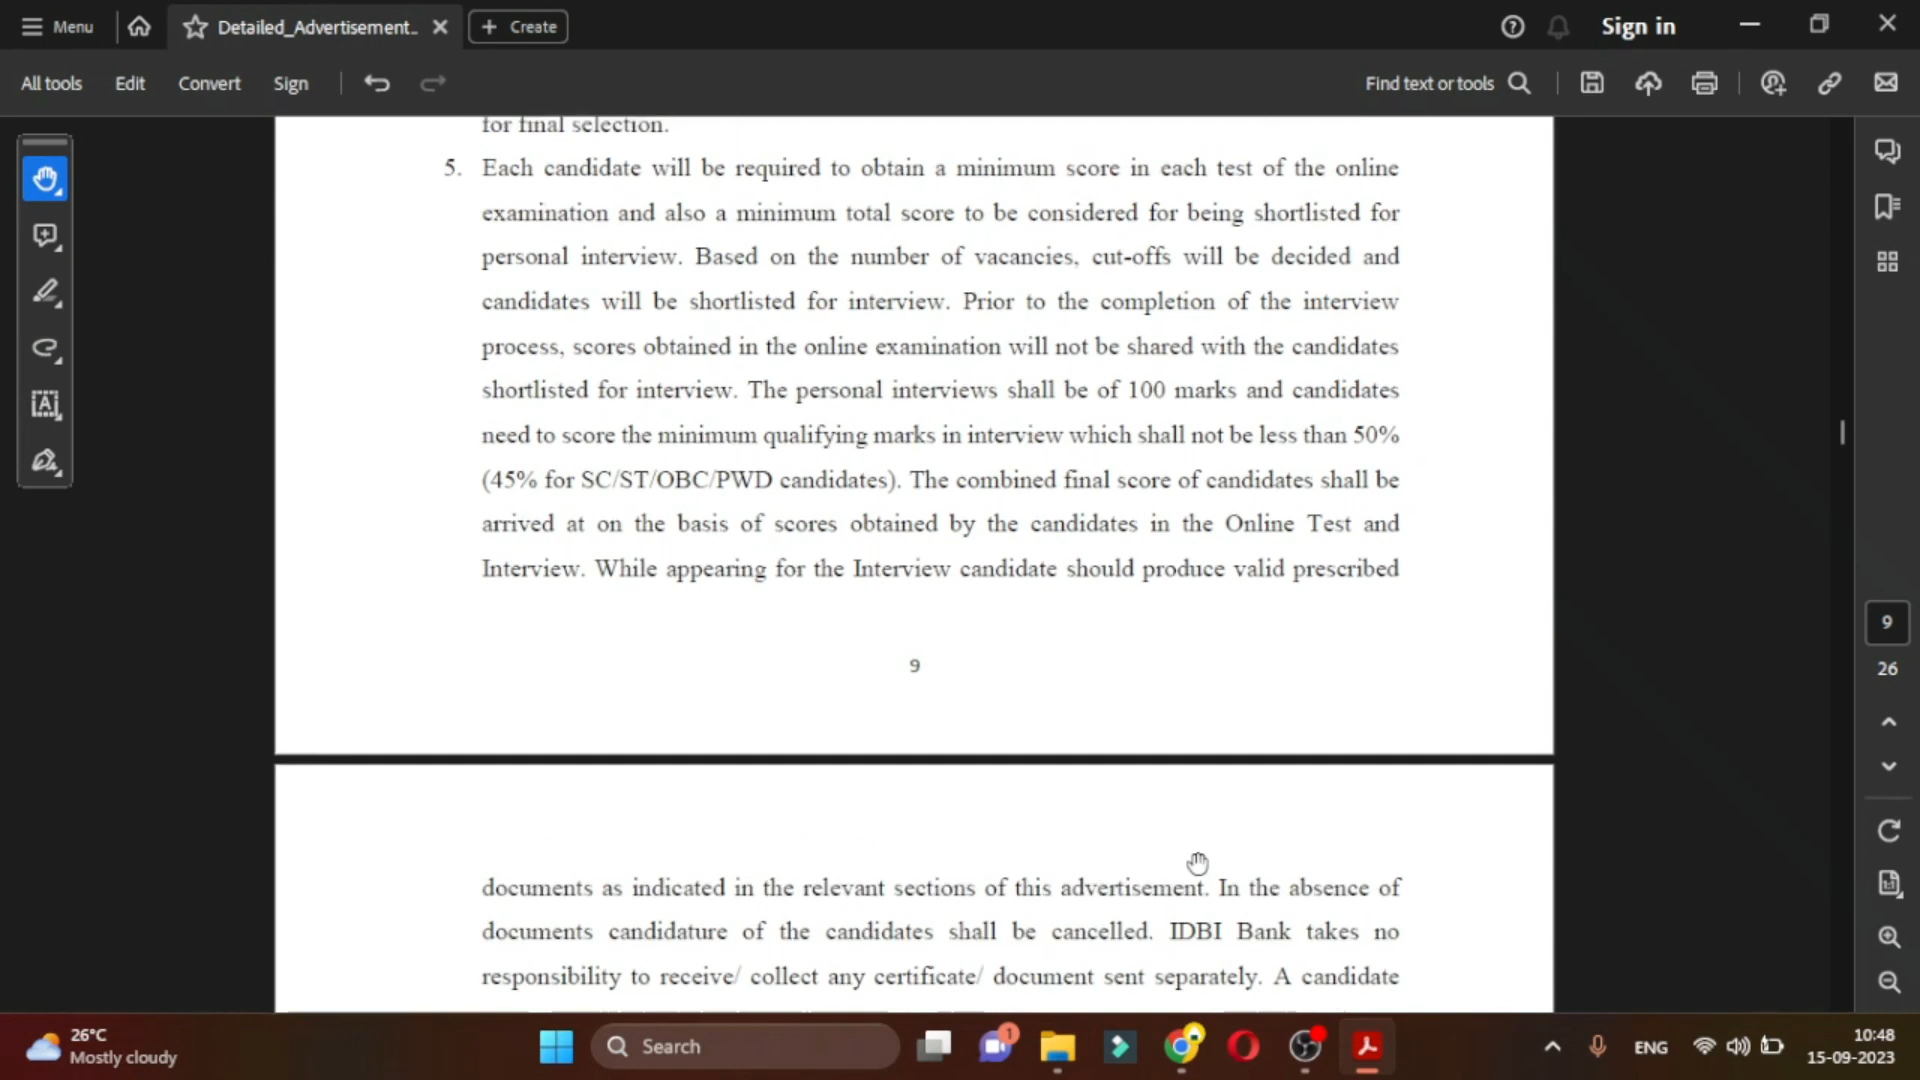 Menu
Detailed_Advertisement..
Create
Sign in
All tools
Edit
Convert
Sign
Find text or tools
for final selection.
5. Each candidate will be required to obtain a minimum score in each test of the online
examination and also a minimum total score to be considered for being shortlisted for
personal interview. Based on the number of vacancies, cut-offs will be decided and
candidates will be shortlisted for interview. Prior to the completion of the interview
process, scores obtained in the online examination will not be shared with the candidates
shortlisted for interview. The personal interviews shall be of 100 marks and candidates
need to score the minimum qualifying marks in interview which shall not be less than 50%
(45% for SC/ST/OBC/PWD candidates). The combined final score of candidates shall be
arrived at on the basis of scores obtained by the candidates in the Online Test and
Interview. While appearing for the Interview candidate should produce valid prescribed
9
9
26
documents as indicated in the relevant sections of this advertisement. In the absence of
documents candidature of the candidates shall be cancelled. IDBI Bank takes no
responsibility to receive/ collect any certificate/ document sent separately. A candidate
26°C
Mostly cloudy
Search
1
ENG
10:48
15-09-2023